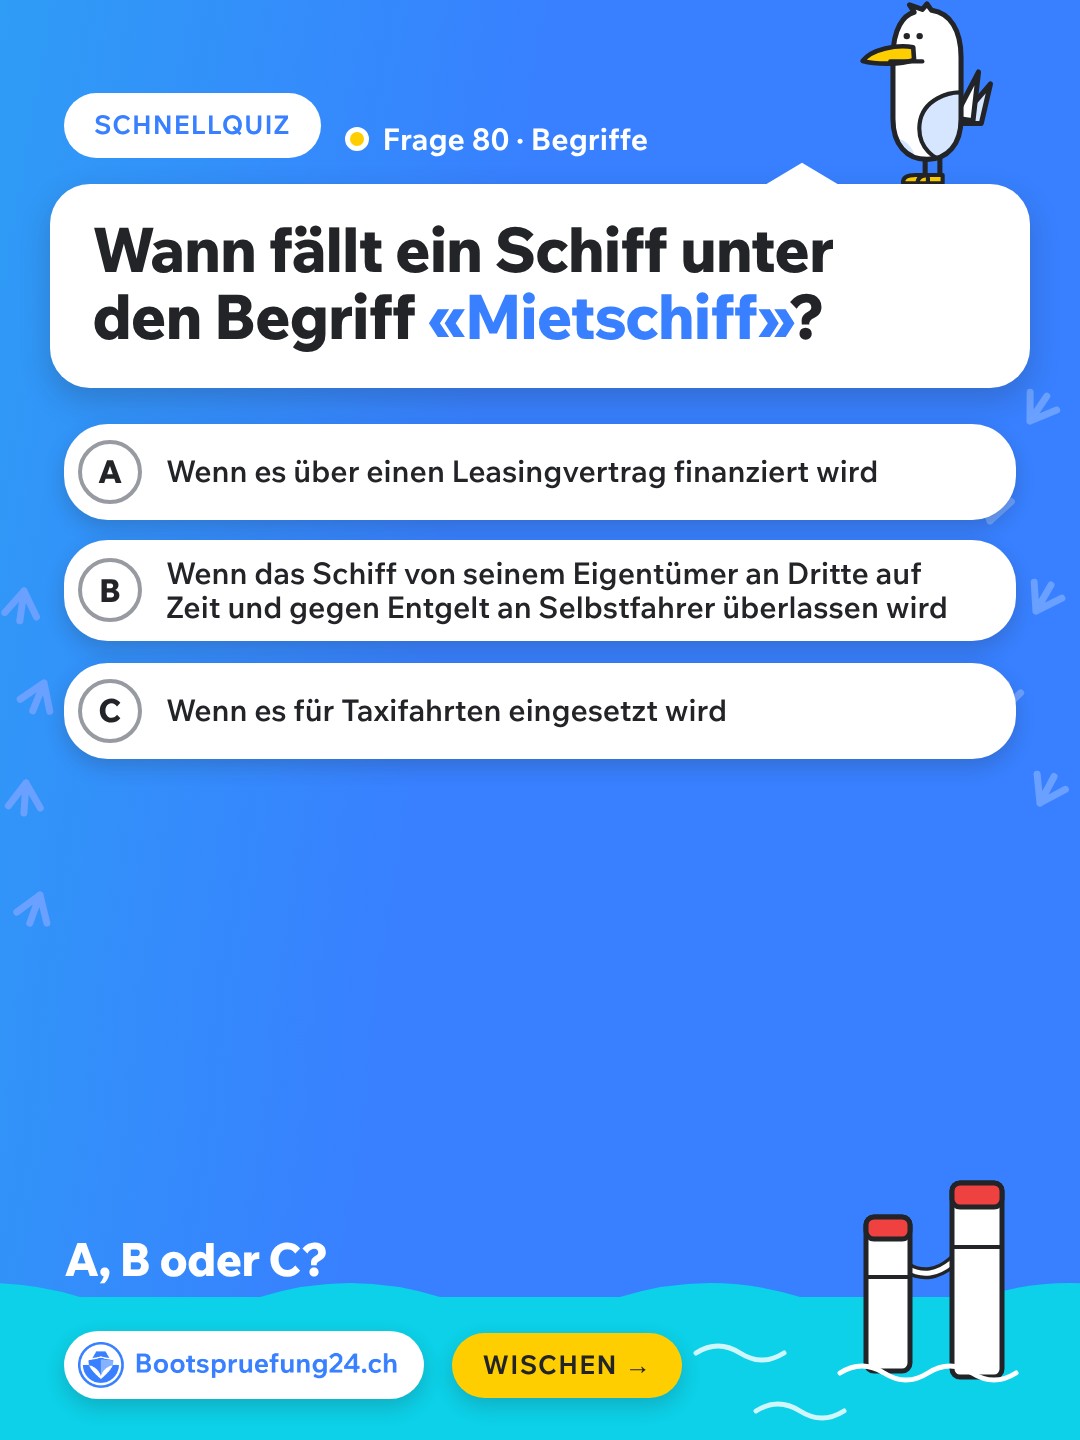 SCHNELLQUIZ
Frage 80 · Begriffe
Wann fällt ein Schiff unter
den Begriff «Mietschiff»?
A Wenn es über einen Leasingvertrag finanziert wird
B Wenn das Schiff von seinem Eigentümer an Dritte auf
Zeit und gegen Entgelt an Selbstfahrer überlassen wird
C Wenn es für Taxifahrten eingesetzt wird
A, B oder C?
Bootspruefung24.ch
WISCHEN →